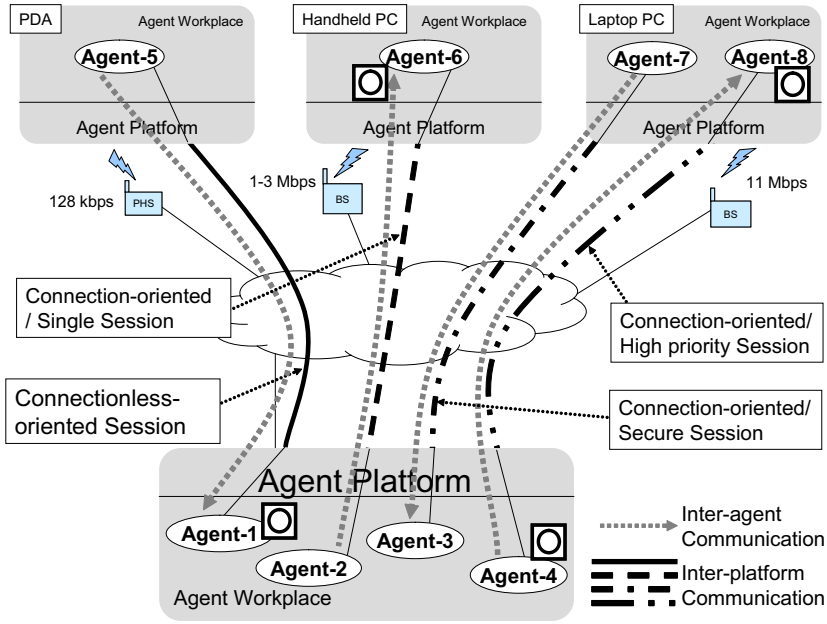 PDA
Agent Workplace
Agent-5
Agent Platform
Handheld PC
Agent Workplace
Agent-6
Agent Platform
Laptop PC
Agent Workplace
Agent-7
Agent-8
Agent Platform
128 kbps
PHS
1-3 Mbps
BS
11 Mbps
BS
Connection-oriented
/ Single Session
Connectionless-
oriented Session
Connection-oriented/
High priority Session
Connection-oriented/
Secure Session
Agent Platform
Agent-1
Agent-2
Agent-3
Agent-4
Agent Workplace
Inter-agent
Communication
Inter-platform
Communication